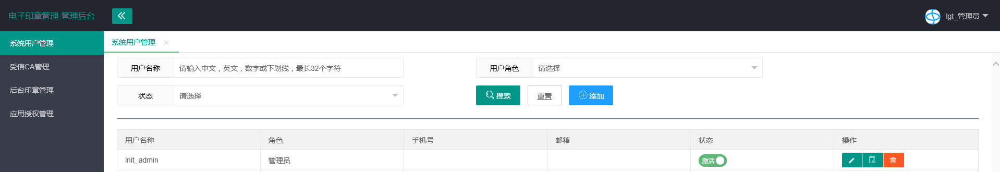 电子印章管理-管理后台
lgt_管理员
系统用户管理
受信CA管理
后台印章管理
应用授权管理
系统用户管理
用户名称 请输入中文，英文，数字或下划线，最长32个字符 用户角色 请选择
状态 请选择 搜索 重置 添加
用户名称 角色 手机号 邮箱 状态 操作
init_admin 管理员 激活